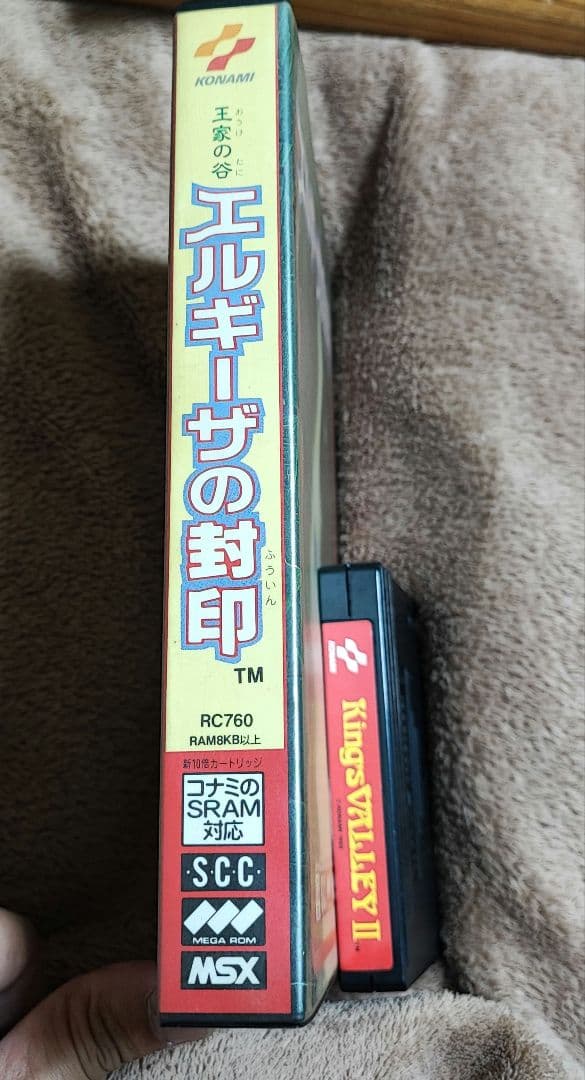 KONAMI
王家の谷
おうけ たに
エルギーザの封印
ふういん
TM
RC760
RAM8KB以上
新10倍カートリッジ
コナミの
SRAM
対応
·S·C·C·
MEGA ROM
MSX
KONAMI
King's VALLEY II